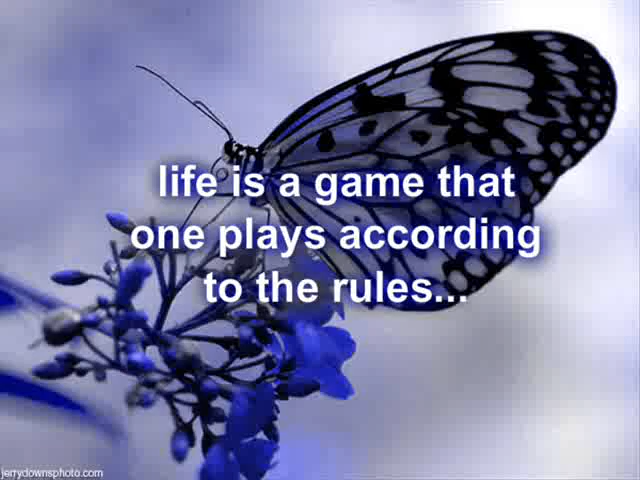 life is a game that
one plays according
to the rules...
jerrydownsphoto.com